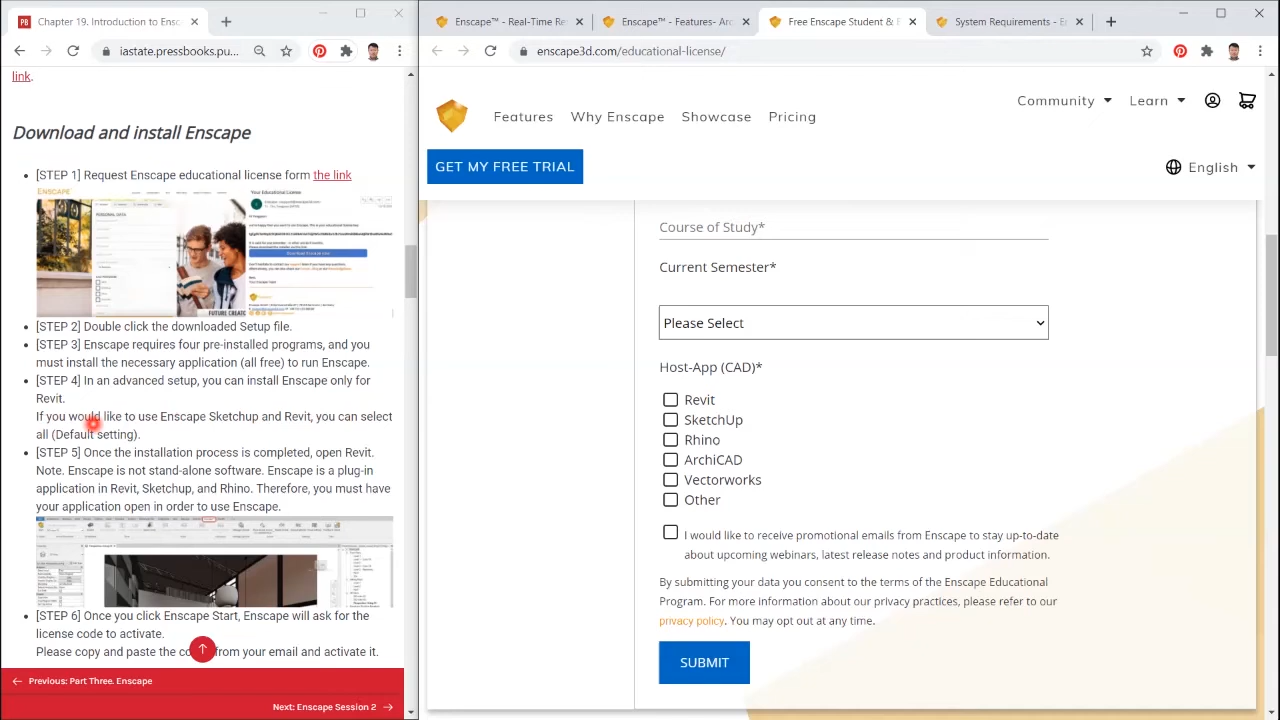 Chapter 19. Introduction to Ensc
Enscape™ - Real-Time Re
Enscape™ - Features for Arc
Free Enscape Student & E
System Requirements - En
iastate.pressbooks.pu...
enscape3d.com/educational-license/
link.
Download and install Enscape
[STEP 1] Request Enscape educational license form the link
ENSCAPE
PERSONAL DATA
Your Educational License
FUTURE CREATO
[STEP 2] Double click the downloaded Setup file.
[STEP 3] Enscape requires four pre-installed programs, and you
must install the necessary application (all free) to run Enscape.
[STEP 4] In an advanced setup, you can install Enscape only for
Revit.
If you would like to use Enscape Sketchup and Revit, you can select
all (Default setting).
[STEP 5] Once the installation process is completed, open Revit.
Note. Enscape is not stand-alone software. Enscape is a plug-in
application in Revit, Sketchup, and Rhino. Therefore, you must have
your application open in order to use Enscape.
[STEP 6] Once you click Enscape Start, Enscape will ask for the
license code to activate.
Please copy and paste the code from your email and activate it.
Previous: Part Three. Enscape
Next: Enscape Session 2
Community
Learn
Features
Why Enscape
Showcase
Pricing
GET MY FREE TRIAL
English
Please select
Host-App (CAD)*
Revit
SketchUp
Rhino
ArchiCAD
Vectorworks
Other
I would like to receive promotional emails from Enscape to stay up-to-date
about upcoming webinars, latest release notes and product information.
By submitting your data you consent to the terms of the Enscape Educational
Program. For more information about our privacy practices, please refer to our
privacy policy. You may opt out at any time.
SUBMIT